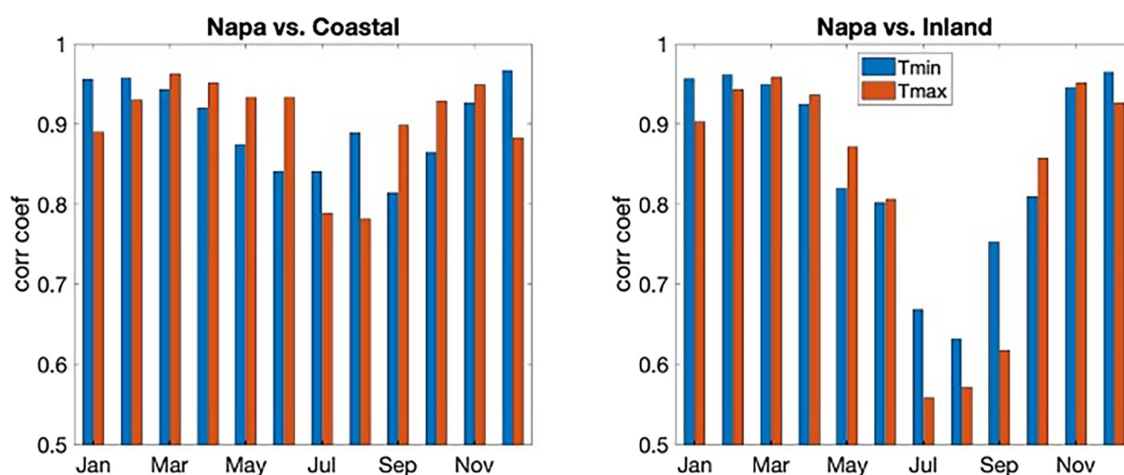 Napa vs. Coastal
1
0.9
0.8
0.7
0.6
0.5
corr coef
Jan Mar May Jul Sep Nov
Napa vs. Inland
Tmin
Tmax
1
0.9
0.8
0.7
0.6
0.5
corr coef
Jan Mar May Jul Sep Nov